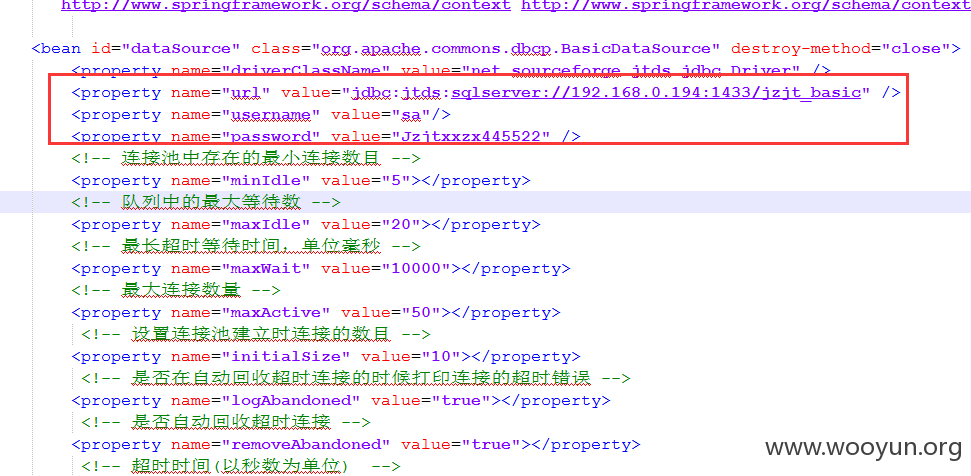 http://www.springframework.org/schema/context http://www.springframework.org/schema/context
<bean id="dataSource" class="org.apache.commons.dbcp.BasicDataSource" destroy-method="close">
<property name="driverClassName" value="net.sourceforge.jtds.jdbc.Driver" />
<property name="url" value="jdbc:jtds:sqlserver://192.168.0.194:1433/jzjt_basic" />
<property name="username" value="sa"/>
<property name="password" value="Jzjtxxzx445522" />
<!-- 连接池中存在的最小连接数目 -->
<property name="minIdle" value="5"></property>
<!-- 队列中的最大等待数 -->
<property name="maxIdle" value="20"></property>
<!-- 最长超时等待时间，单位毫秒 -->
<property name="maxWait" value="10000"></property>
<!-- 最大连接数量 -->
<property name="maxActive" value="50"></property>
<!-- 设置连接池建立时连接的数目 -->
<property name="initialSize" value="10"></property>
<!-- 是否在自动回收超时连接的时候打印连接的超时错误 -->
<property name="logAbandoned" value="true"></property>
<!-- 是否自动回收超时连接 -->
<property name="removeAbandoned" value="true"></property>
<!-- 超时时间(以秒数为单位) -->
www.wooyun.org